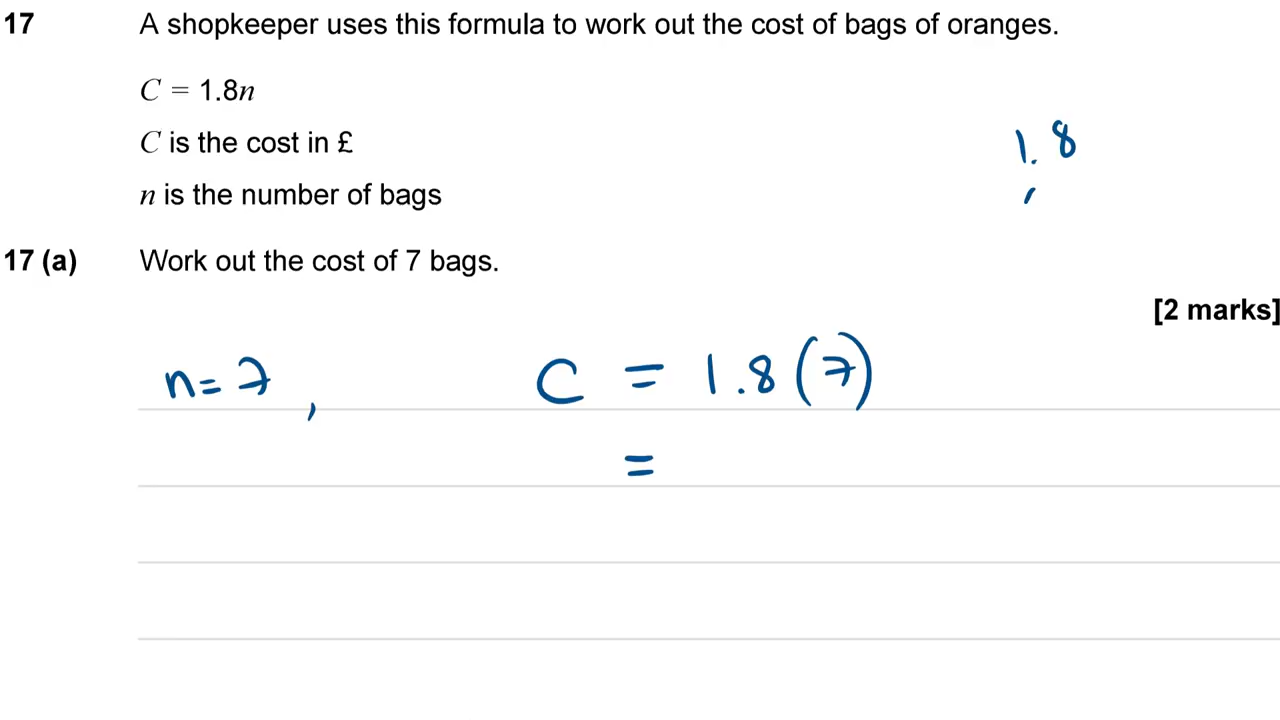 17 A shopkeeper uses this formula to work out the cost of bags of oranges.
C = 1.8n
C is the cost in £
1.8
n is the number of bags
17 (a) Work out the cost of 7 bags.
[2 marks]
n = 7, C = 1.8(7)
=